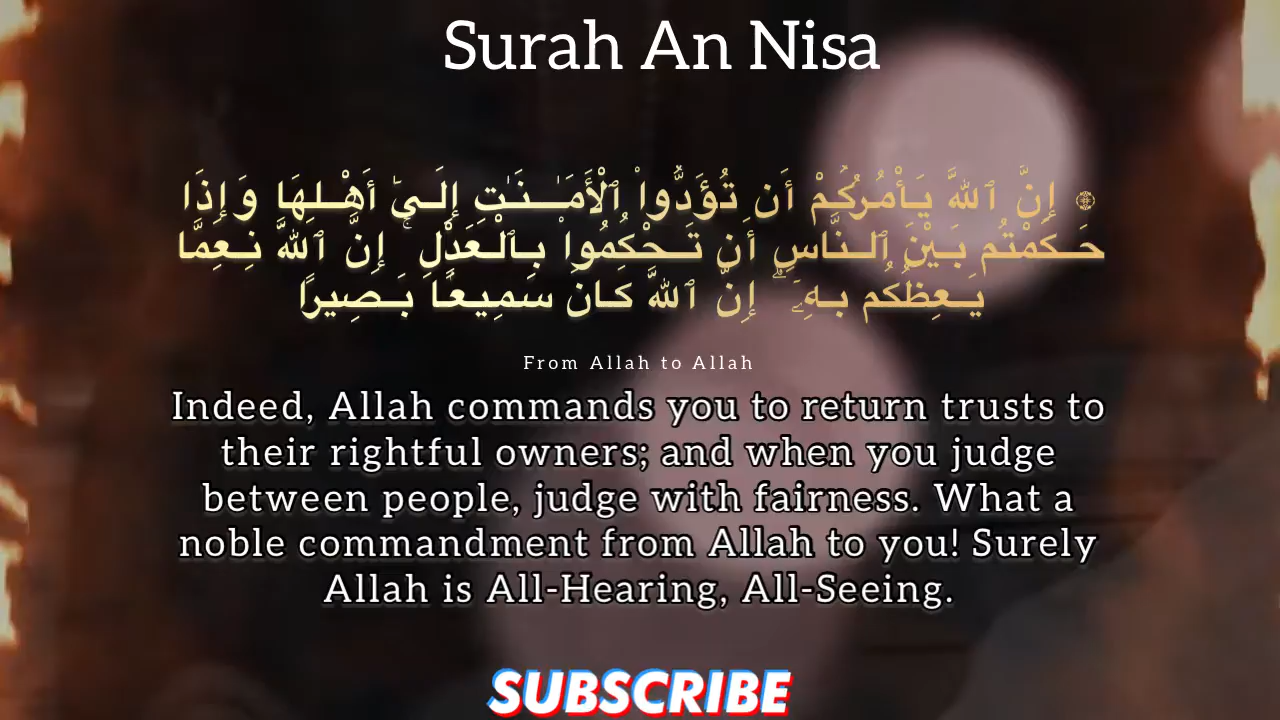 Surah An Nisa
۞ إِنَّ ٱللَّهَ يَأْمُرُكُمْ أَن تُؤَدُّوا۟ ٱلْأَمَـٰنَـٰتِ إِلَىٰٓ أَهْلِهَا وَإِذَا
حَكَمْتُم بَيْنَ ٱلنَّاسِ أَن تَحْكُمُوا۟ بِٱلْعَدْلِ ۚ إِنَّ ٱللَّهَ نِعِمَّا
يَعِظُكُم بِهِۦٓ ۗ إِنَّ ٱللَّهَ كَانَ سَمِيعًۢا بَصِيرًا
From Allah to Allah
Indeed, Allah commands you to return trusts to
their rightful owners; and when you judge
between people, judge with fairness. What a
noble commandment from Allah to you! Surely
Allah is All-Hearing, All-Seeing.
SUBSCRIBE